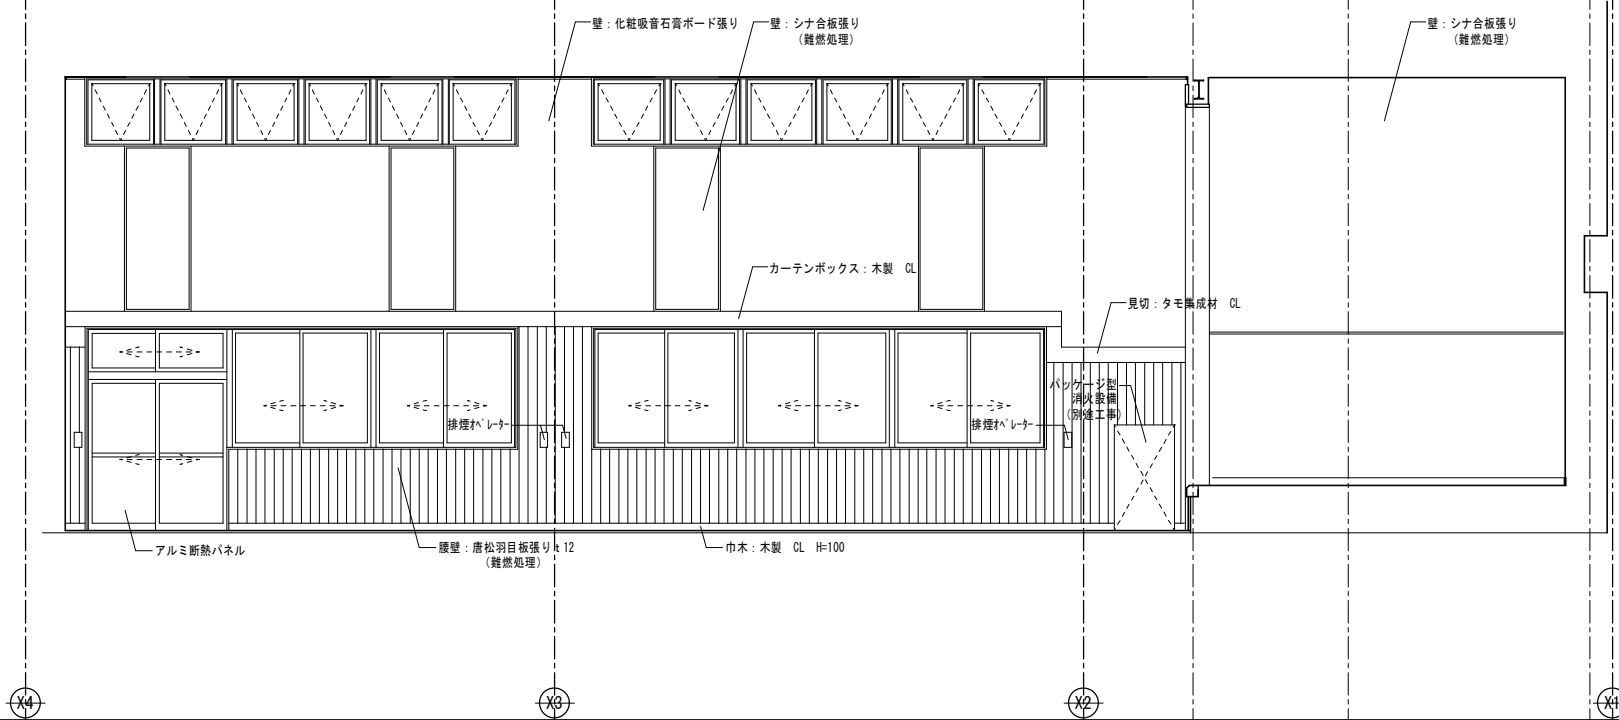 壁：化粧吸音石膏ボード張り
壁：シナ合板張り
（難燃処理）
壁：シナ合板張り
（難燃処理）
カーテンボックス：木製　CL
見切：タモ集成材　CL
パッケージ型
消火設備
（別途工事）
排煙ｵﾍﾟﾚｰﾀｰ
排煙ｵﾍﾟﾚｰﾀｰ
アルミ断熱パネル
腰壁：唐松羽目板張り t 12
（難燃処理）
巾木：木製　CL　H=100
X4
X3
X2
X1